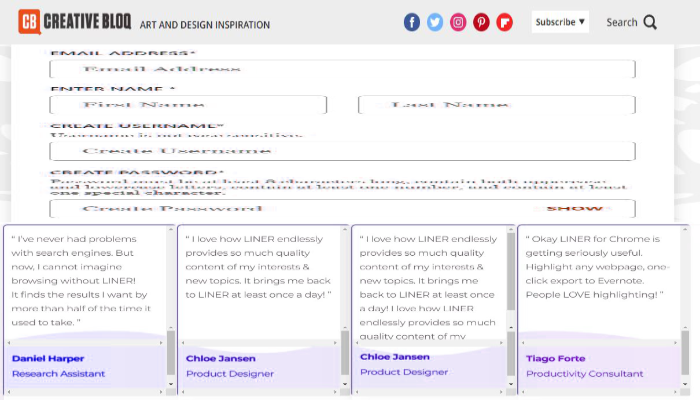 CB CREATIVE BLOQ ART AND DESIGN INSPIRATION Subscribe ▼ Search
EMAIL ADDRESS*
Email Address
ENTER NAME *
First Name Last Name
CREATE USERNAME*
Username is not case sensitive.
Create Username
CREATE PASSWORD*
Password must be at least 8 characters long, contain both uppercase
and lowercase letters, contain at least one number, and contain at least
one special character.
Create Password SHOW
" I've never had problems
with search engines. But
now, I cannot imagine
browsing without LINER!
It finds the results I want by
more than half of the time it
used to take. "
Daniel Harper
Research Assistant
" I love how LINER endlessly
provides so much quality
content of my interests &
new topics. It brings me back
to LINER at least once a day! "
Chloe Jansen
Product Designer
" I love how LINER endlessly
provides so much quality
content of my interests &
new topics. It brings me
back to LINER at least once
a day! I love how LINER
endlessly provides so much
quality content of my
Chloe Jansen
Product Designer
" Okay LINER for Chrome is
getting seriously useful.
Highlight any webpage, one-
click export to Evernote.
People LOVE highlighting! "
Tiago Forte
Productivity Consultant